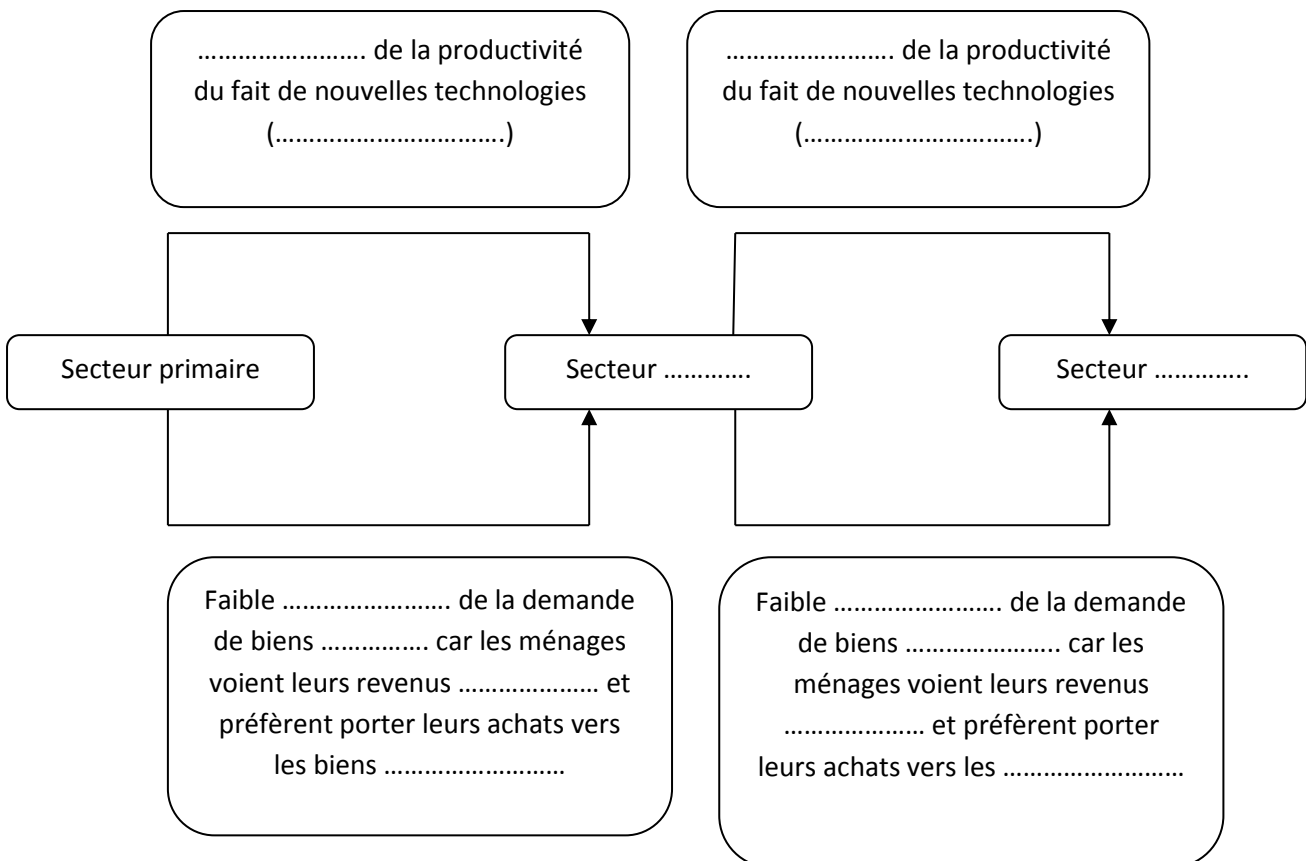 ……………………. de la productivité
du fait de nouvelles technologies
(…………………………….)
……………………. de la productivité
du fait de nouvelles technologies
(…………………………….)
Secteur primaire
Secteur ………….
Secteur …………..
Faible ……………………. de la demande
de biens ……………. car les ménages
voient leurs revenus ………………… et
préfèrent porter leurs achats vers
les biens ………………………
Faible ……………………. de la demande
de biens …………………….. car les
ménages voient leurs revenus
………………… et préfèrent porter
leurs achats vers les ………………………